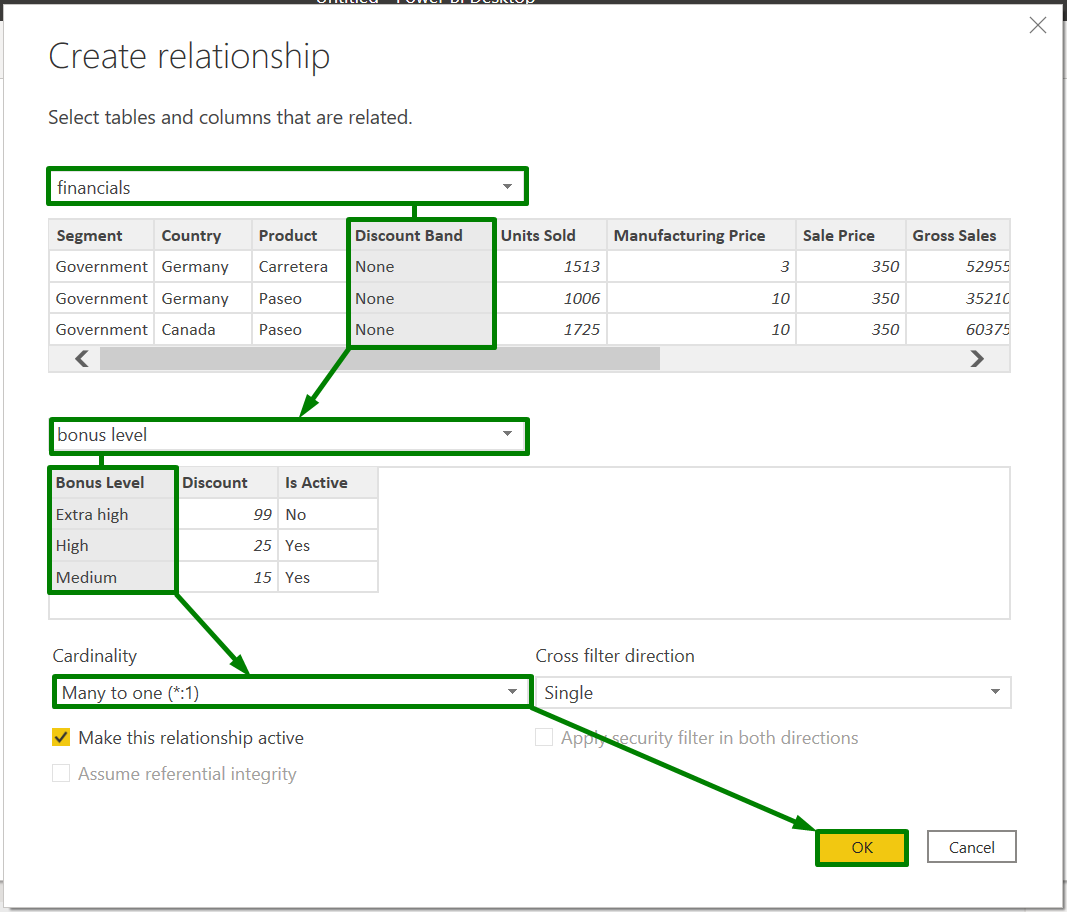 Untitled - Power BI Desktop
Create relationship
Select tables and columns that are related.
financials
Segment Country Product Discount Band Units Sold Manufacturing Price Sale Price Gross Sales
Government Germany Carretera None 1513 3 350 52955
Government Germany Paseo None 1006 10 350 35210
Government Canada Paseo None 1725 10 350 60375
bonus level
Bonus Level Discount Is Active
Extra high 99 No
High 25 Yes
Medium 15 Yes
Cardinality Cross filter direction
Many to one (*:1) Single
Make this relationship active Apply security filter in both directions
Assume referential integrity
OK Cancel